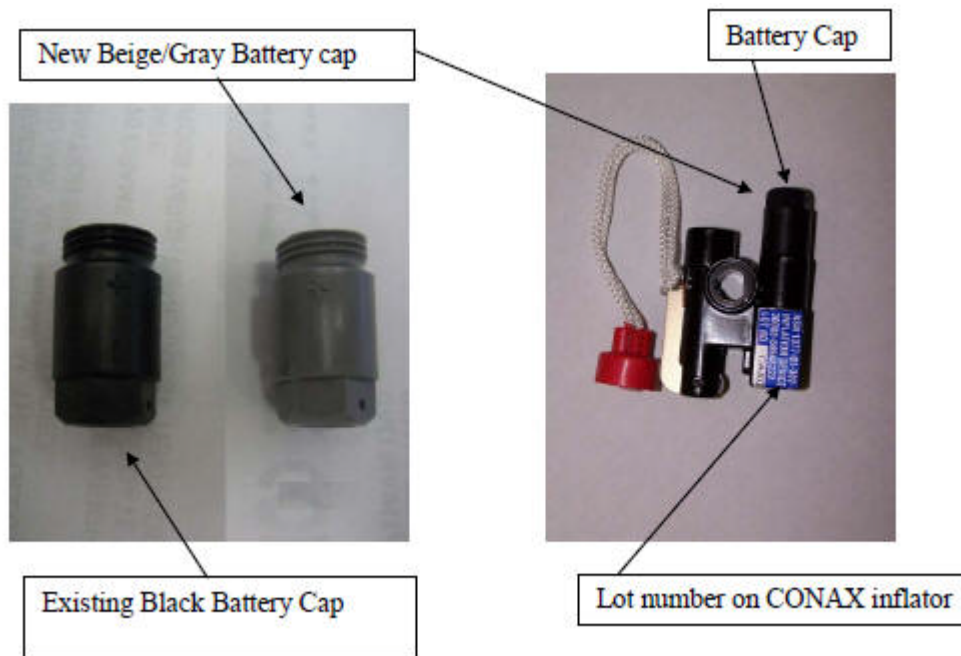 New Beige/Gray Battery cap
Battery Cap
Existing Black Battery Cap
Lot number on CONAX inflator